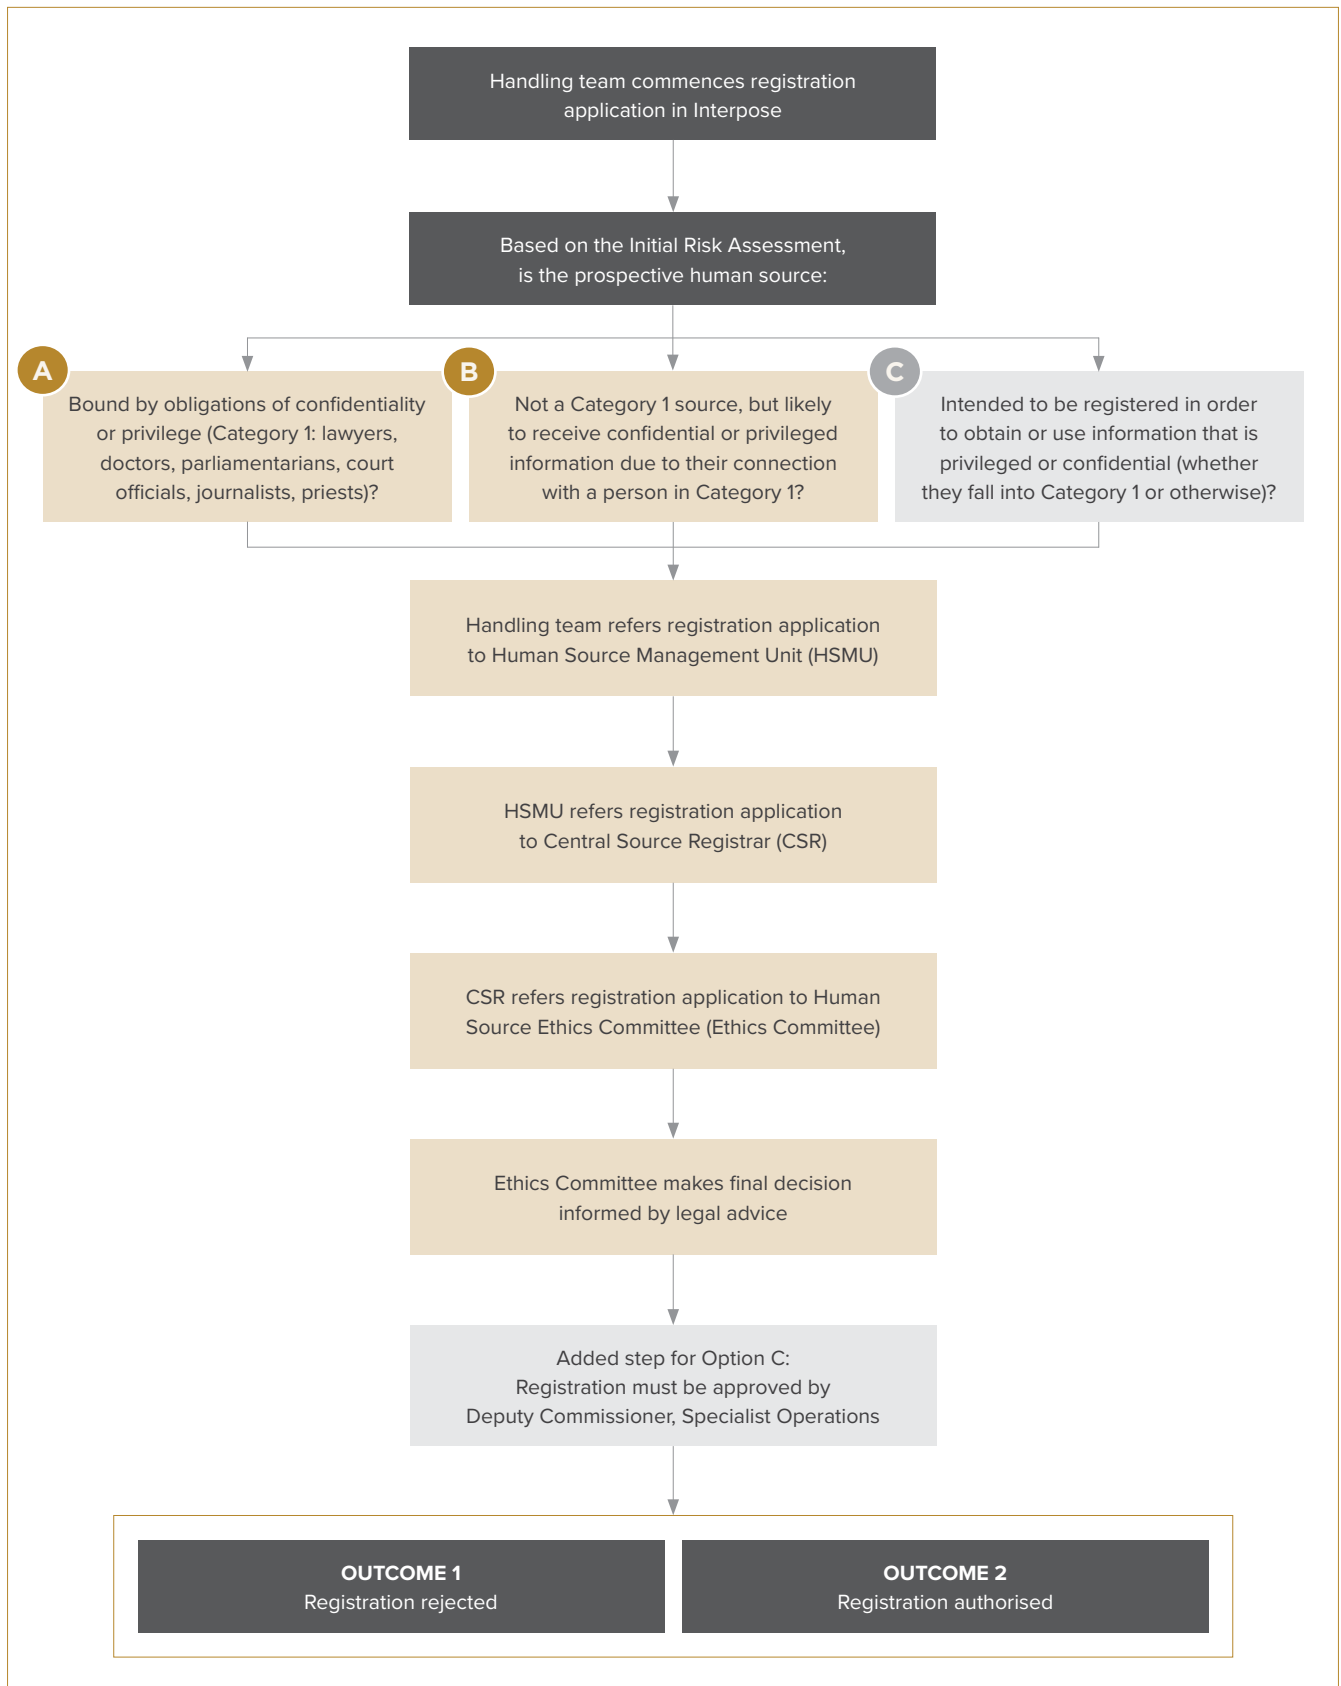 Handling team commences registration
application in Interpose
Based on the Initial Risk Assessment,
is the prospective human source:
A
Bound by obligations of confidentiality
or privilege (Category 1: lawyers,
doctors, parliamentarians, court
officials, journalists, priests)?
B
Not a Category 1 source, but likely
to receive confidential or privileged
information due to their connection
with a person in Category 1?
C
Intended to be registered in order
to obtain or use information that is
privileged or confidential (whether
they fall into Category 1 or otherwise)?
Handling team refers registration application
to Human Source Management Unit (HSMU)
HSMU refers registration application
to Central Source Registrar (CSR)
CSR refers registration application to Human
Source Ethics Committee (Ethics Committee)
Ethics Committee makes final decision
informed by legal advice
Added step for Option C:
Registration must be approved by
Deputy Commissioner, Specialist Operations
OUTCOME 1
Registration rejected
OUTCOME 2
Registration authorised